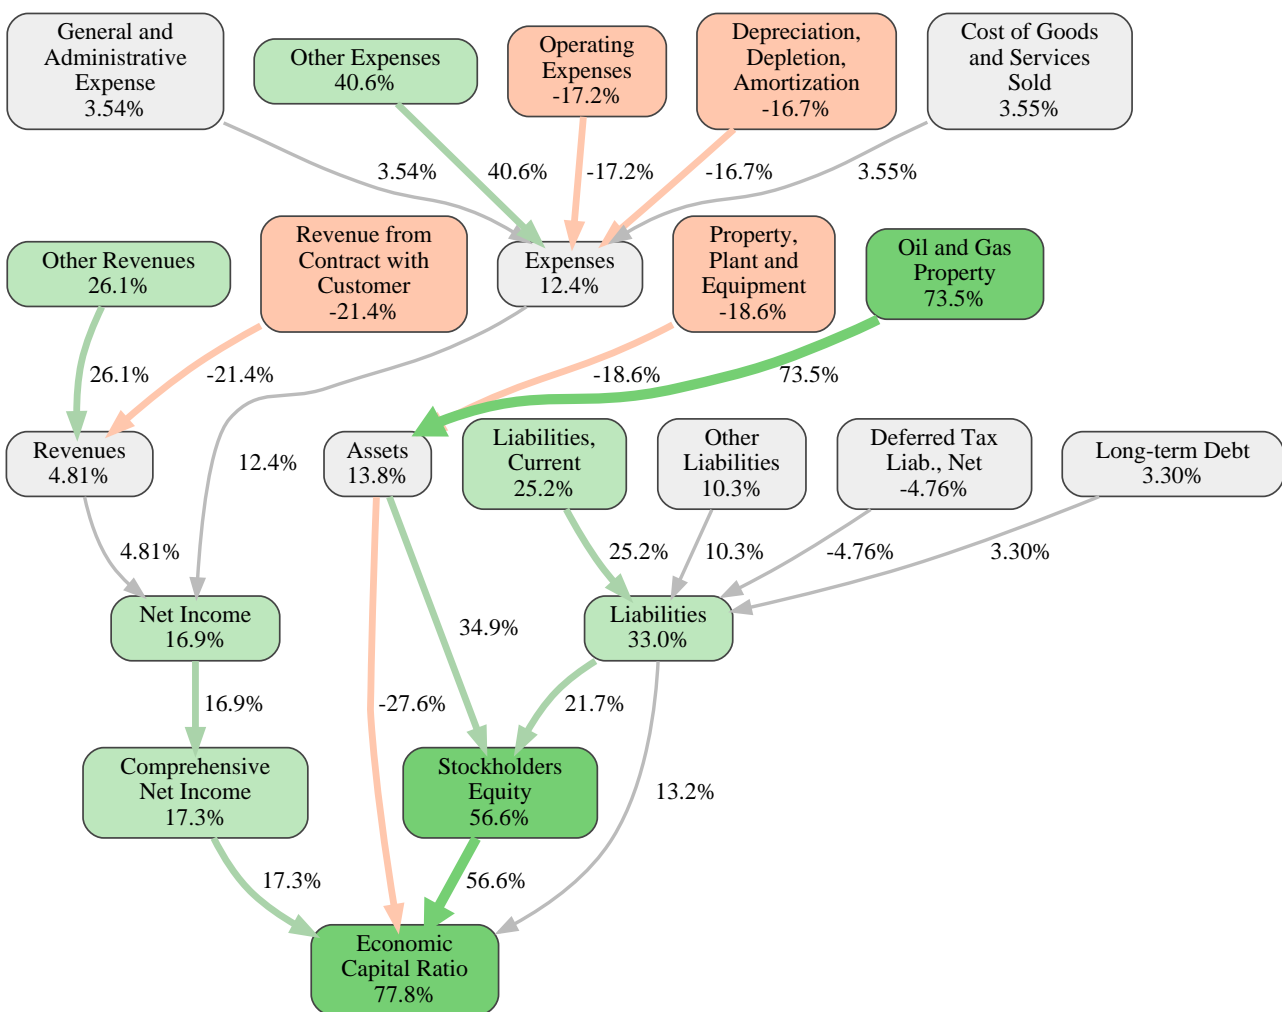 General and
Administrative
Expense
3.54%
Other Expenses
40.6%
Operating
Expenses
-17.2%
Depreciation,
Depletion,
Amortization
-16.7%
Cost of Goods
and Services
Sold
3.55%
3.54%
40.6%
-17.2%
-16.7%
3.55%
Other Revenues
26.1%
Revenue from
Contract with
Customer
-21.4%
Expenses
12.4%
Property,
Plant and
Equipment
-18.6%
Oil and Gas
Property
73.5%
26.1%
-21.4%
-18.6%
73.5%
Revenues
4.81%
12.4%
Assets
13.8%
Liabilities,
Current
25.2%
Other
Liabilities
10.3%
Deferred Tax
Liab., Net
-4.76%
Long-term Debt
3.30%
4.81%
25.2%
10.3%
-4.76%
3.30%
Net Income
16.9%
34.9%
Liabilities
33.0%
16.9%
-27.6%
21.7%
Comprehensive
Net Income
17.3%
Stockholders
Equity
56.6%
13.2%
17.3%
56.6%
Economic
Capital Ratio
77.8%